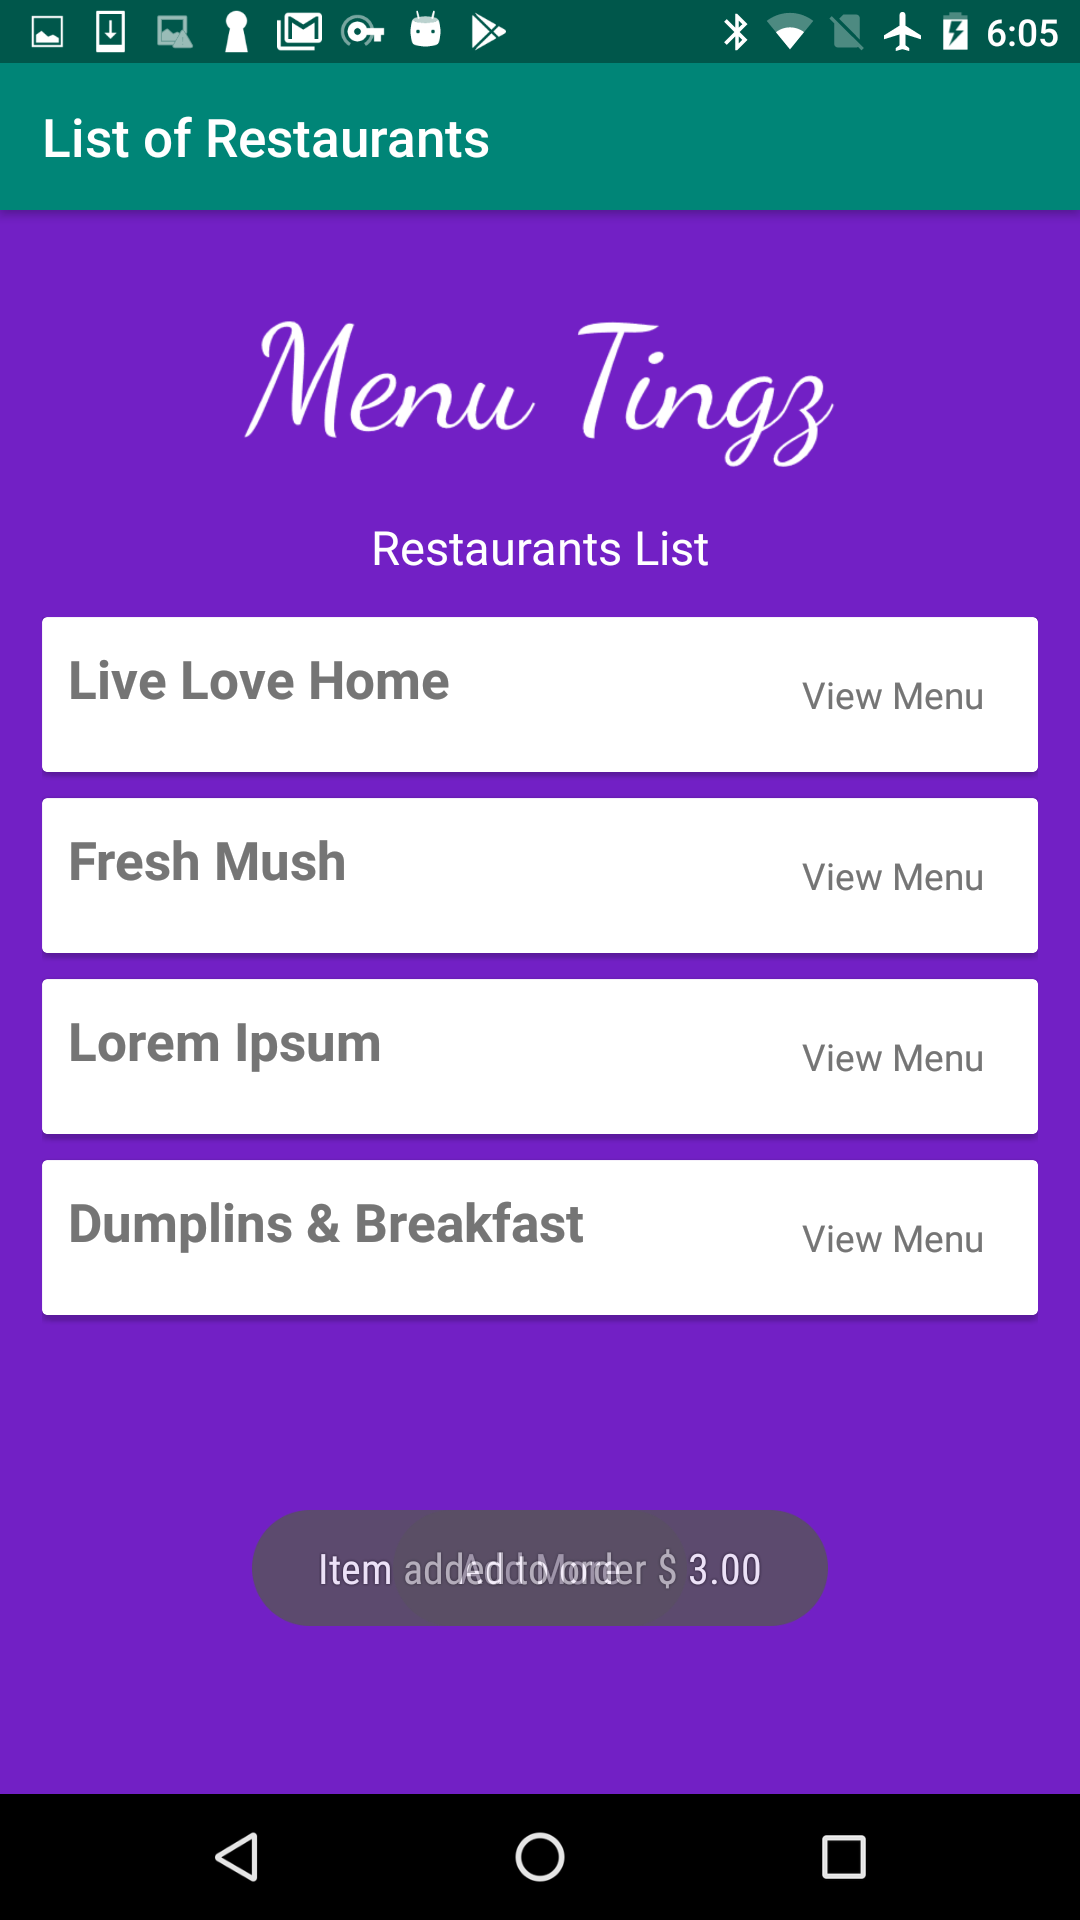 6:05
List of Restaurants
Menu Tingz
Restaurants List
Live Love Home
View Menu
Fresh Mush
View Menu
Lorem Ipsum
View Menu
Dumplins & Breakfast
View Menu
Item added to order $ 3.00
Add More